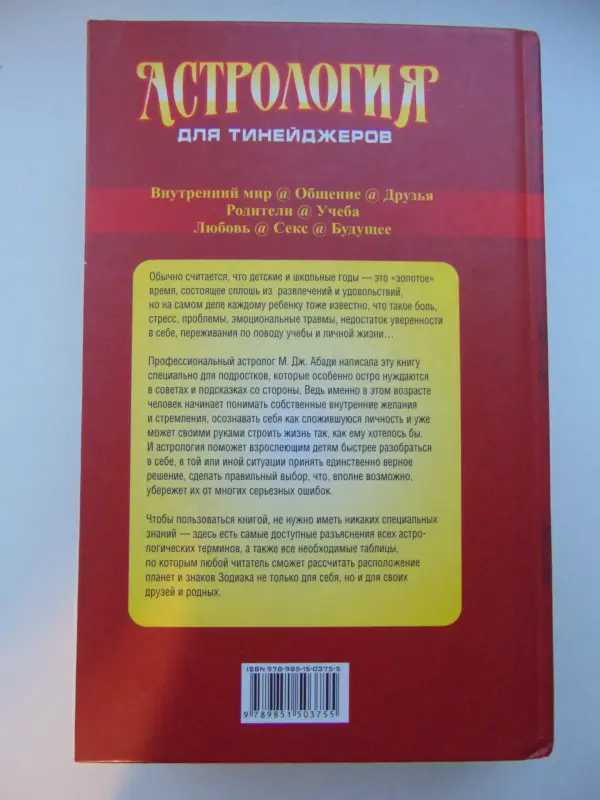 АСТРОЛОГИЯ
ДЛЯ ТИНЕЙДЖЕРОВ
Внутренний мир @ Общение @ Друзья
Родители @ Учеба
Любовь @ Секс @ Будущее
Обычно считается, что детские и школьные годы — это «золотое»
время, состоящее сплошь из развлечений и удовольствий,
но на самом деле каждому ребенку тоже известно, что такое боль,
стресс, проблемы, эмоциональные травмы, недостаток уверенности
в себе, переживания по поводу учебы и личной жизни...
Профессиональный астролог М. Дж. Абади написала эту книгу
специально для подростков, которые особенно остро нуждаются
в советах и подсказках со стороны. Ведь именно в этом возрасте
человек начинает понимать собственные внутренние желания
и стремления, осознавать себя как сложившуюся личность и уже
может своими руками строить жизнь так, как ему хотелось бы.
И астрология поможет взрослеющим детям быстрее разобраться
в себе, в той или иной ситуации принять единственно верное
решение, сделать правильный выбор, что, вполне возможно,
убережет их от многих серьезных ошибок.
Чтобы пользоваться книгой, не нужно иметь никаких специальных
знаний — здесь есть самые доступные разъяснения всех астро-
логических терминов, а также все необходимые таблицы,
по которым любой читатель сможет рассчитать расположение
планет и знаков Зодиака не только для себя, но и для своих
друзей и родных.
ISBN 978-985-15-0375-5
9 789851 503755